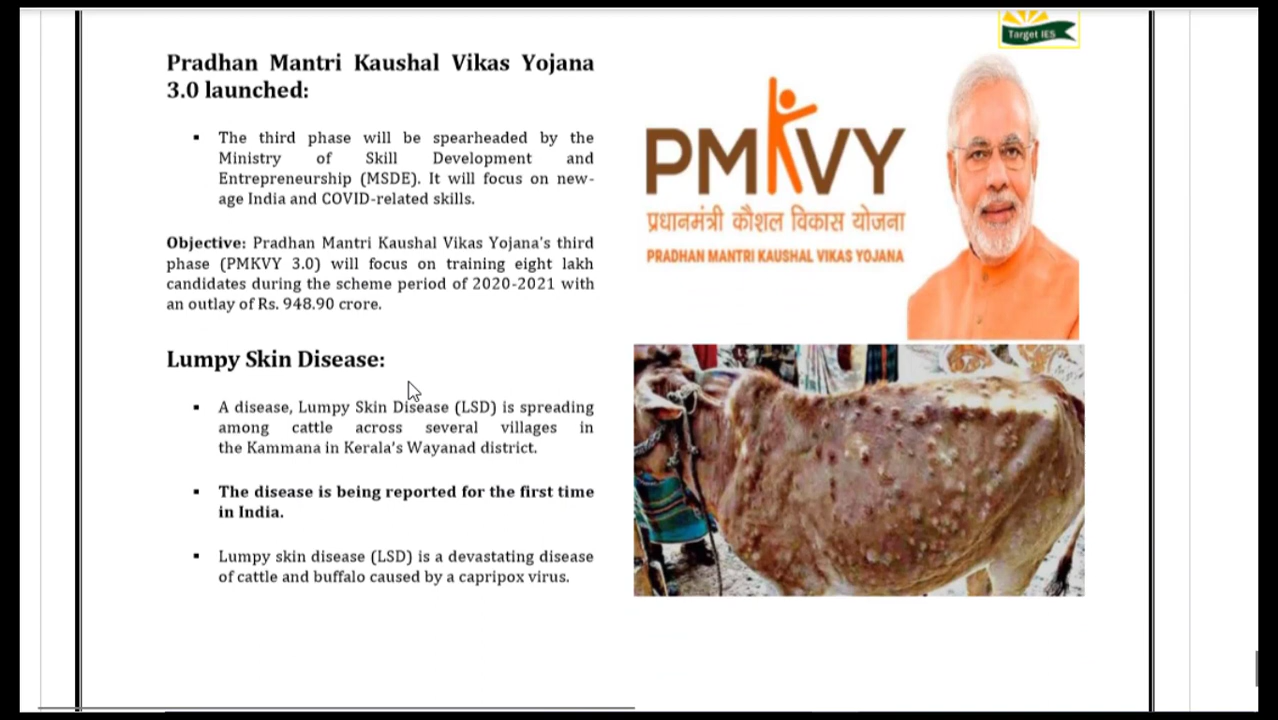 Target IES
Pradhan Mantri Kaushal Vikas Yojana
3.0 launched:
▪ The third phase will be spearheaded by the
Ministry of Skill Development and
Entrepreneurship (MSDE). It will focus on new-
age India and COVID-related skills.
Objective: Pradhan Mantri Kaushal Vikas Yojana's third
phase (PMKVY 3.0) will focus on training eight lakh
candidates during the scheme period of 2020-2021 with
an outlay of Rs. 948.90 crore.
PMKVY
प्रधानमंत्री कौशल विकास योजना
PRADHAN MANTRI KAUSHAL VIKAS YOJANA
Lumpy Skin Disease:
▪ A disease, Lumpy Skin Disease (LSD) is spreading
among cattle across several villages in
the Kammana in Kerala's Wayanad district.
▪ The disease is being reported for the first time
in India.
▪ Lumpy skin disease (LSD) is a devastating disease
of cattle and buffalo caused by a capripox virus.